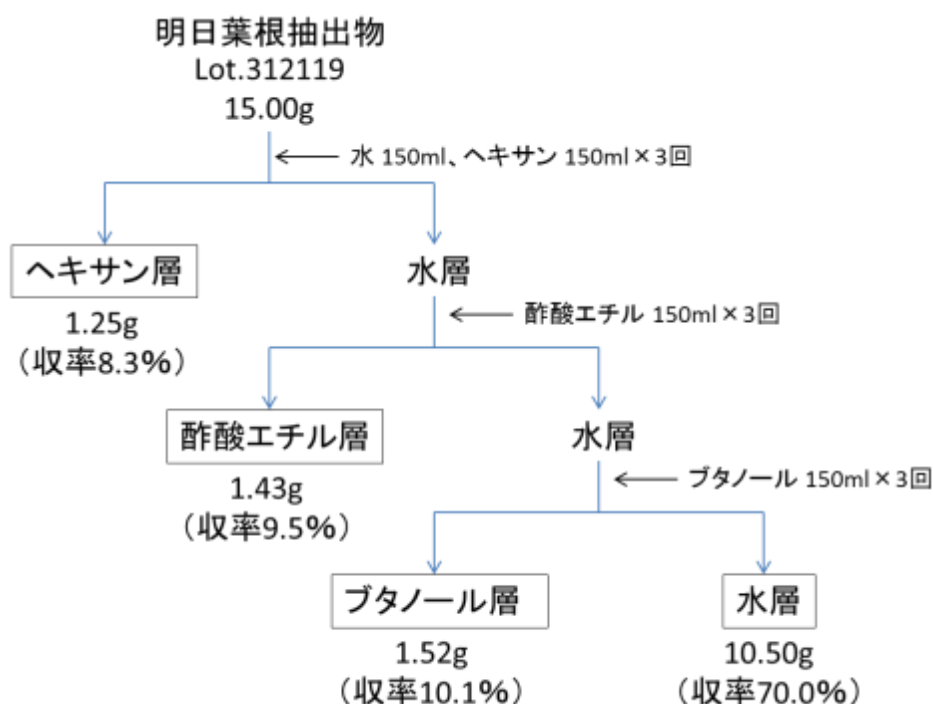 明日葉根抽出物
Lot.312119
15.00g
水 150ml、ヘキサン 150ml×3回
ヘキサン層
水層
1.25g
（収率8.3%）
酢酸エチル 150ml×3回
酢酸エチル層
水層
1.43g
（収率9.5%）
ブタノール 150ml×3回
ブタノール層
水層
1.52g
（収率10.1%）
10.50g
（収率70.0%）